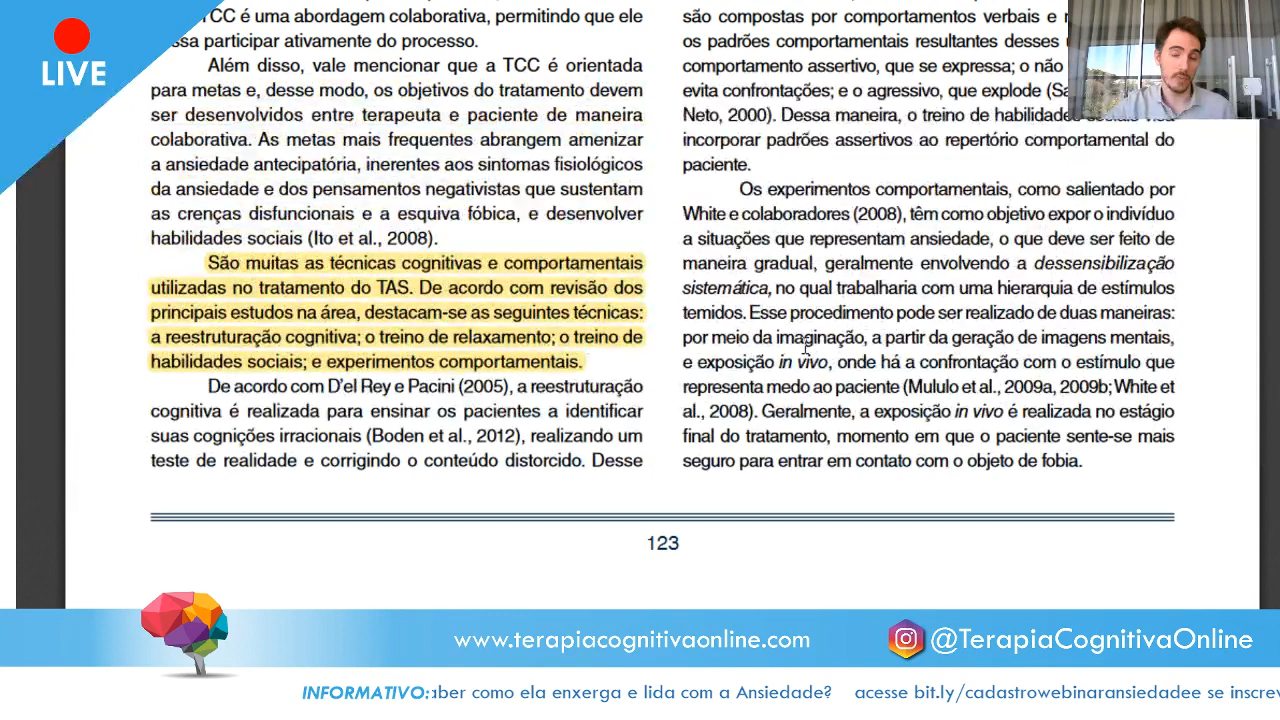 LIVE
TCC é uma abordagem colaborativa, permitindo que ele
participar ativamente do processo.
Além disso, vale mencionar que a TCC é orientada
para metas e, desse modo, os objetivos do tratamento devem
ser desenvolvidos entre terapeuta e paciente de maneira
colaborativa. As metas mais frequentes abrangem amenizar
a ansiedade antecipatória, inerentes aos sintomas fisiológicos
da ansiedade e dos pensamentos negativistas que sustentam
as crenças disfuncionais e a esquiva fóbica, e desenvolver
habilidades sociais (Ito et al., 2008).
São muitas as técnicas cognitivas e comportamentais
utilizadas no tratamento do TAS. De acordo com revisão dos
principais estudos na área, destacam-se as seguintes técnicas:
a reestruturação cognitiva; o treino de relaxamento; o treino de
habilidades sociais; e experimentos comportamentais.
De acordo com D'el Rey e Pacini (2005), a reestruturação
cognitiva é realizada para ensinar os pacientes a identificar
suas cognições irracionais (Boden et al., 2012), realizando um
teste de realidade e corrigindo o conteúdo distorcido. Desse
são compostas por comportamentos verbais e
os padrões comportamentais resultantes desses
comportamento assertivo, que se expressa; o não
evita confrontações; e o agressivo, que explode
Neto, 2000). Dessa maneira, o treino de habilidades
incorporar padrões assertivos ao repertório comportamental do
paciente.
Os experimentos comportamentais, como salientado por
White e colaboradores (2008), têm como objetivo expor o indivíduo
a situações que representam ansiedade, o que deve ser feito de
maneira gradual, geralmente envolvendo a dessensibilização
sistemática, no qual trabalharia com uma hierarquia de estímulos
temidos. Esse procedimento pode ser realizado de duas maneiras:
por meio da imaginação, a partir da geração de imagens mentais,
e exposição in vivo, onde há a confrontação com o estímulo que
representa medo ao paciente (Mululo et al., 2009a, 2009b; White et
al., 2008). Geralmente, a exposição in vivo é realizada no estágio
final do tratamento, momento em que o paciente sente-se mais
seguro para entrar em contato com o objeto de fobia.
123
www.terapiacognitivaonline.com
@TerapiaCognitivaOnline
INFORMATIVO: como ela enxerga e lida com a Ansiedade? acesse bit.ly/cadastrowebinaransiedadee se